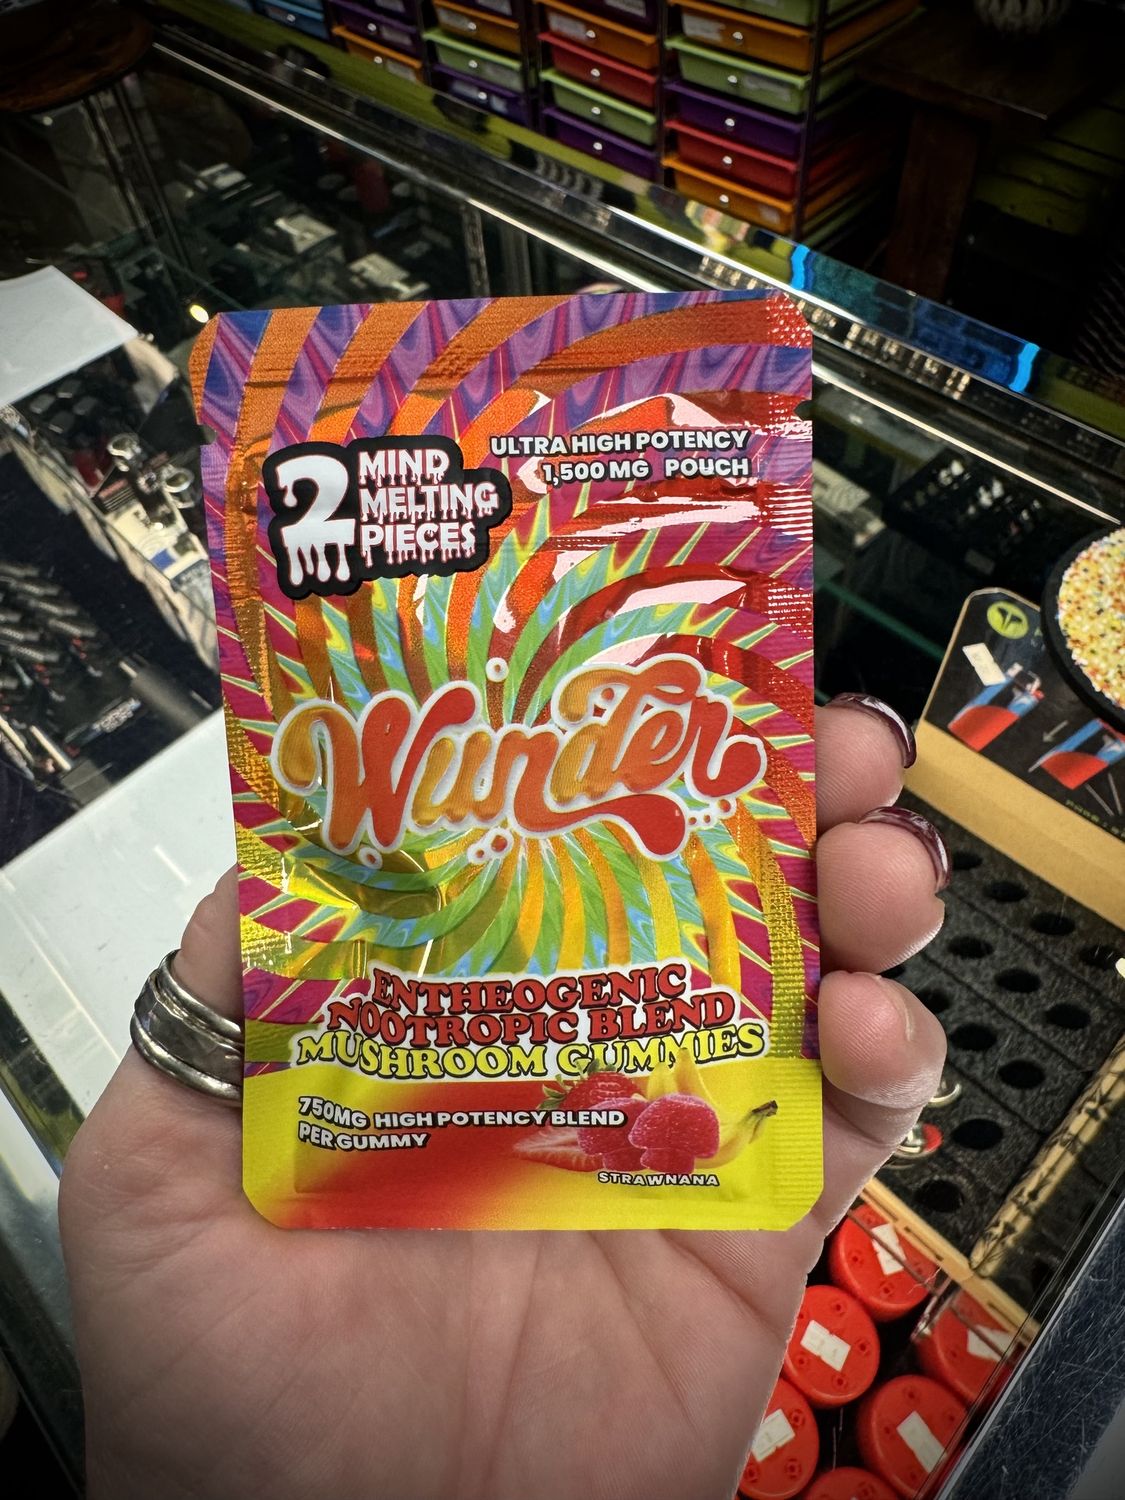 ULTRA HIGH POTENCY
1,500 MG POUCH
2 MIND
MELTING
PIECES
Wunder
ENTHEOGENIC
NOOTROPIC BLEND
MUSHROOM GUMMIES
750MG HIGH POTENCY BLEND
PER GUMMY
STRAWNANA